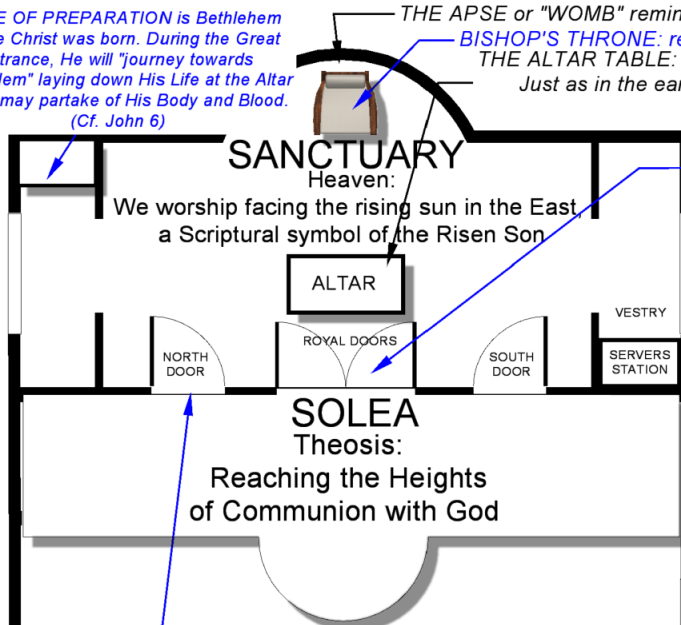 E OF PREPARATION is Bethlehem
e Christ was born. During the Great
trance, He will "journey towards
lem" laying down His Life at the Altar
may partake of His Body and Blood.
(Cf. John 6)
THE APSE or "WOMB" remin
BISHOP'S THRONE: re
THE ALTAR TABLE:
Just as in the ear
SANCTUARY
Heaven:
We worship facing the rising sun in the East,
a Scriptural symbol of the Risen Son
ALTAR
ROYAL DOORS
NORTH
DOOR
SOUTH
DOOR
VESTRY
SERVERS
STATION
SOLEA
Theosis:
Reaching the Heights
of Communion with God